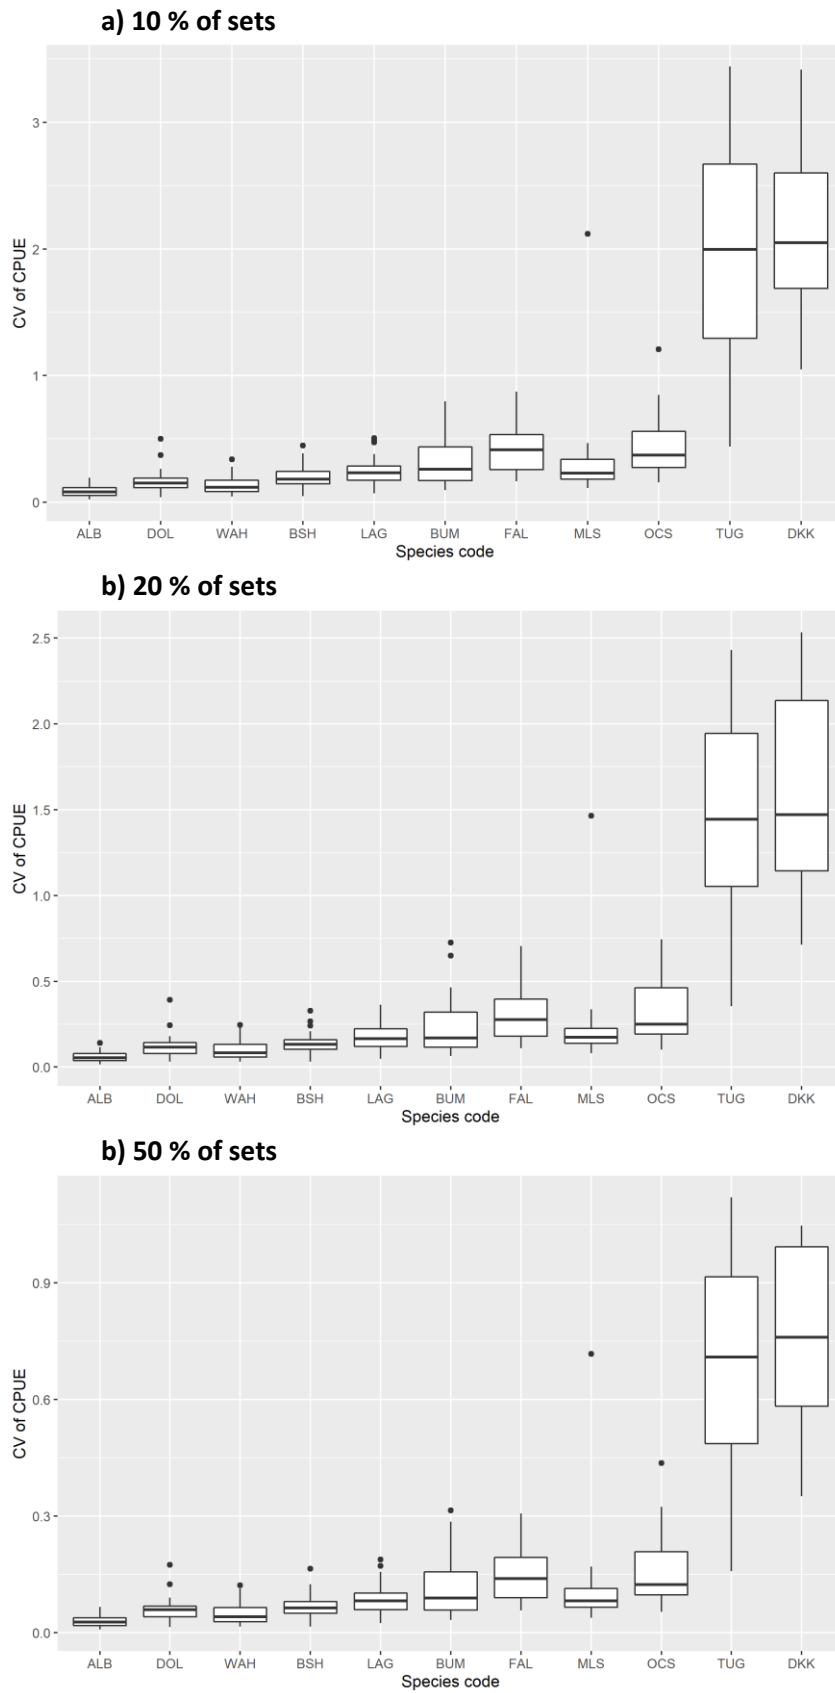 a) 10 % of sets
3
2
1
0
CV of CPUE
ALB DOL WAH BSH LAG BUM FAL MLS OCS TUG DKK
Species code
b) 20 % of sets
2.5
2.0
1.5
1.0
0.5
0.0
CV of CPUE
ALB DOL WAH BSH LAG BUM FAL MLS OCS TUG DKK
Species code
b) 50 % of sets
0.9
0.6
0.3
0.0
CV of CPUE
ALB DOL WAH BSH LAG BUM FAL MLS OCS TUG DKK
Species code